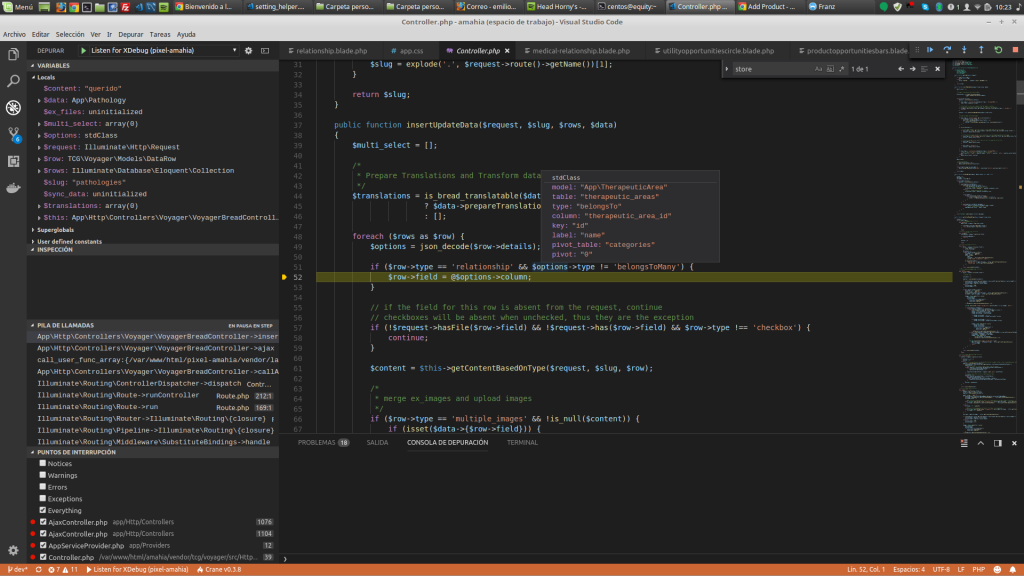 Menú
Bienvenido a l...
setting_helper....
Carpeta perso...
Carpeta perso...
Correo - emilio...
Head Horny's - ...
centos@equity:~
Controller.php ...
Add Product - ...
Franz
10:23
Controller.php - amahia (espacio de trabajo) - Visual Studio Code
Archivo Editar Selección Ver Ir Depurar Tareas Ayuda
DEPURAR Listen for XDebug (pixel-amahia)
relationship.blade.php
app.css
Controller.php
medical-relationship.blade.php
utilityopportunitiescircle.blade.php
productopportunitiesbars.blade
store
1 de 1
VARIABLES
Locals
$content: "querido"
$data: App\Pathology
$ex_files: uninitialized
$multi_select: array(0)
$options: stdClass
$request: Illuminate\Http\Request
$row: TCG\Voyager\Models\DataRow
$rows: Illuminate\Database\Eloquent\Collection
$slug: "pathologies"
$sync_data: uninitialized
$translations: array(0)
$this: App\Http\Controllers\Voyager\VoyagerBreadControll...
Superglobals
User defined constants
INSPECCIÓN
PILA DE LLAMADAS EN PAUSA EN STEP
App\Http\Controllers\Voyager\VoyagerBreadController->inser
App\Http\Controllers\Voyager\VoyagerBreadController->ajax
call_user_func_array:{/var/www/html/pixel-amahia/vendor/la
App\Http\Controllers\Voyager\VoyagerBreadController->callA
Illuminate\Routing\ControllerDispatcher->dispatch Contr...
Illuminate\Routing\Route->runController Route.php 212:1
Illuminate\Routing\Route->run Route.php 169:1
Illuminate\Routing\Router->Illuminate\Routing\{closure}
Illuminate\Routing\Pipeline->Illuminate\Routing\{closure}
Illuminate\Routing\Middleware\SubstituteBindings->handle
PUNTOS DE INTERRUPCIÓN
Notices
Warnings
Errors
Exceptions
Everything
AjaxController.php app/Http/Controllers 1076
AjaxController.php app/Http/Controllers 1104
AppServiceProvider.php app/Providers 12
Controller.php /var/www/html/amahia/vendor/tcg/voyager/src/Http... 39
31 $slug = explode('.', $request->route()->getName())[1];
32 }
33
34 return $slug;
35 }
36
37 public function insertUpdateData($request, $slug, $rows, $data)
38 {
39 $multi_select = [];
40
41 /*
42 * Prepare Translations and Transform data
43 */
44 $translations = is_bread_translatable($dat
45 ? $data->prepareTranslatio
46 : [];
47
48 foreach ($rows as $row) {
49 $options = json_decode($row->details);
50
51 if ($row->type == 'relationship' && $options->type != 'belongsToMany') {
52 $row->field = @$options->column;
53 }
54
55 // if the field for this row is absent from the request, continue
56 // checkboxes will be absent when unchecked, thus they are the exception
57 if (!$request->hasFile($row->field) && !$request->has($row->field) && $row->type !== 'checkbox') {
58 continue;
59 }
60
61 $content = $this->getContentBasedOnType($request, $slug, $row);
62
63 /*
64 * merge ex_images and upload images
65 */
66 if ($row->type == 'multiple_images' && !is_null($content)) {
67 if (isset($data->{$row->field})) {
stdClass
model: "App\TherapeuticArea"
table: "therapeutic_areas"
type: "belongsTo"
column: "therapeutic_area_id"
key: "id"
label: "name"
pivot_table: "categories"
pivot: "0"
PROBLEMAS 18 SALIDA CONSOLA DE DEPURACIÓN TERMINAL
dev* 7 11 Listen for XDebug (pixel-amahia) Crane v0.3.8
Lín. 52, Col. 1 Espacios: 4 UTF-8 LF PHP